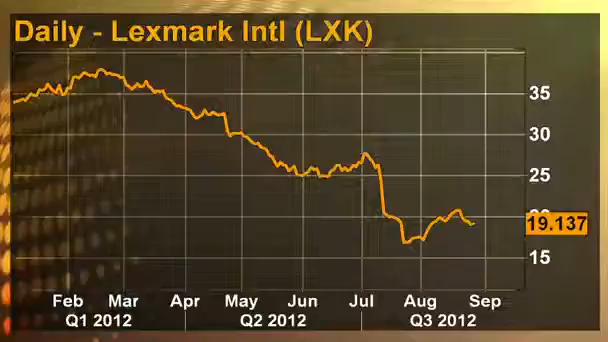 Daily - Lexmark Intl (LXK)
35
30
25
19.137
15
Feb Mar Apr May Jun Jul Aug Sep
Q1 2012 Q2 2012 Q3 2012